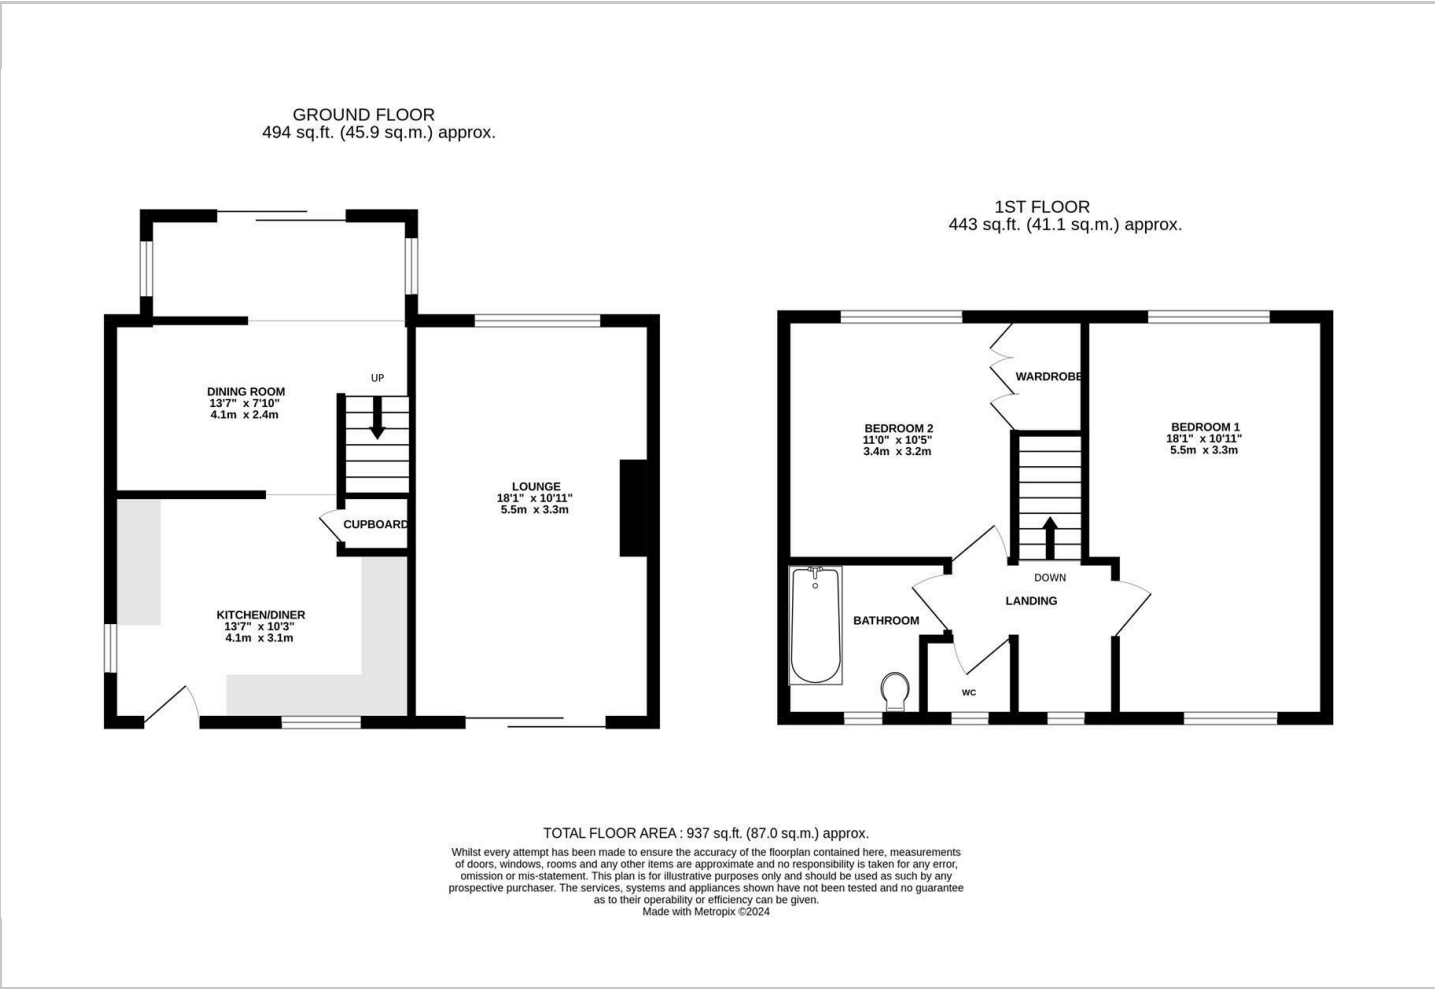 GROUND FLOOR
494 sq.ft. (45.9 sq.m.) approx.
UP
DINING ROOM
13'7" x 7'10"
4.1m x 2.4m
CUPBOARD
LOUNGE
18'1" x 10'11"
5.5m x 3.3m
KITCHEN/DINER
13'7" x 10'3"
4.1m x 3.1m
1ST FLOOR
443 sq.ft. (41.1 sq.m.) approx.
WARDROBE
BEDROOM 2
11'0" x 10'5"
3.4m x 3.2m
BEDROOM 1
18'1" x 10'11"
5.5m x 3.3m
DOWN
LANDING
BATHROOM
WC
TOTAL FLOOR AREA : 937 sq.ft. (87.0 sq.m.) approx.
Whilst every attempt has been made to ensure the accuracy of the floorplan contained here, measurements
of doors, windows, rooms and any other items are approximate and no responsibility is taken for any error,
omission or mis-statement. This plan is for illustrative purposes only and should be used as such by any
prospective purchaser. The services, systems and appliances shown have not been tested and no guarantee
as to their operability or efficiency can be given.
Made with Metropix ©2024